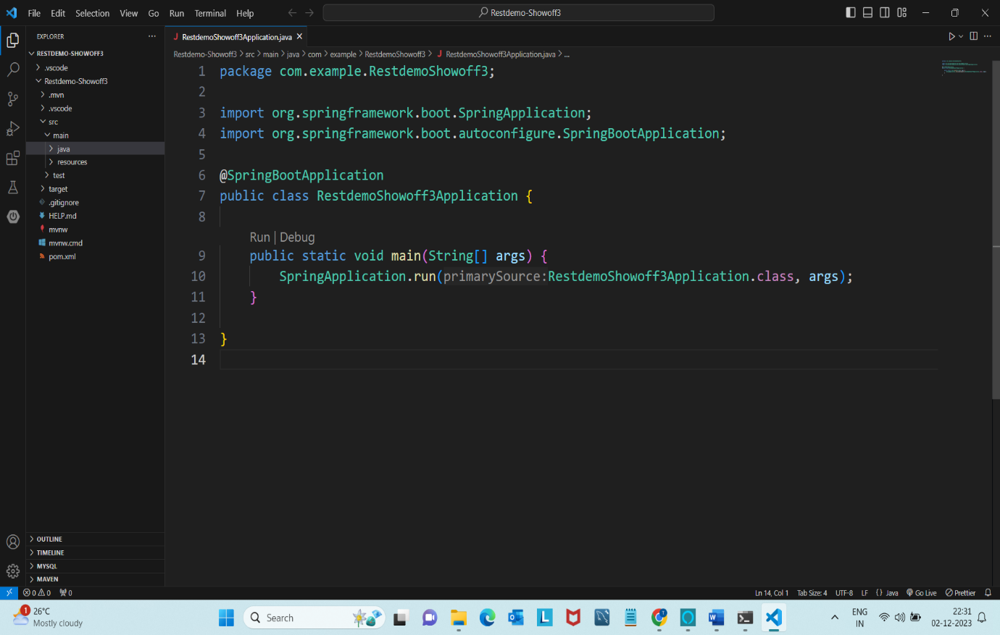 File Edit Selection View Go Run Terminal Help
Restdemo-Showoff3
EXPLORER
RESTDEMO-SHOWOFF3
.vscode
Restdemo-Showoff3
.mvn
.vscode
src
main
java
resources
test
target
.gitignore
HELP.md
mvnw
mvnw.cmd
pom.xml
OUTLINE
TIMELINE
MYSQL
MAVEN
J RestdemoShowoff3Application.java
Restdemo-Showoff3 > src > main > java > com > example > RestdemoShowoff3 > J RestdemoShowoff3Application.java > ...
1 package com.example.RestdemoShowoff3;
2
3 import org.springframework.boot.SpringApplication;
4 import org.springframework.boot.autoconfigure.SpringBootApplication;
5
6 @SpringBootApplication
7 public class RestdemoShowoff3Application {
8
Run | Debug
9 public static void main(String[] args) {
10 SpringApplication.run(primarySource:RestdemoShowoff3Application.class, args);
11 }
12
13 }
14
0 0 0
Ln 14, Col 1 Tab Size: 4 UTF-8 LF {} Java Go Live Prettier
1
26°C
Mostly cloudy
Search
L
T
W
ENG
IN
22:31
02-12-2023